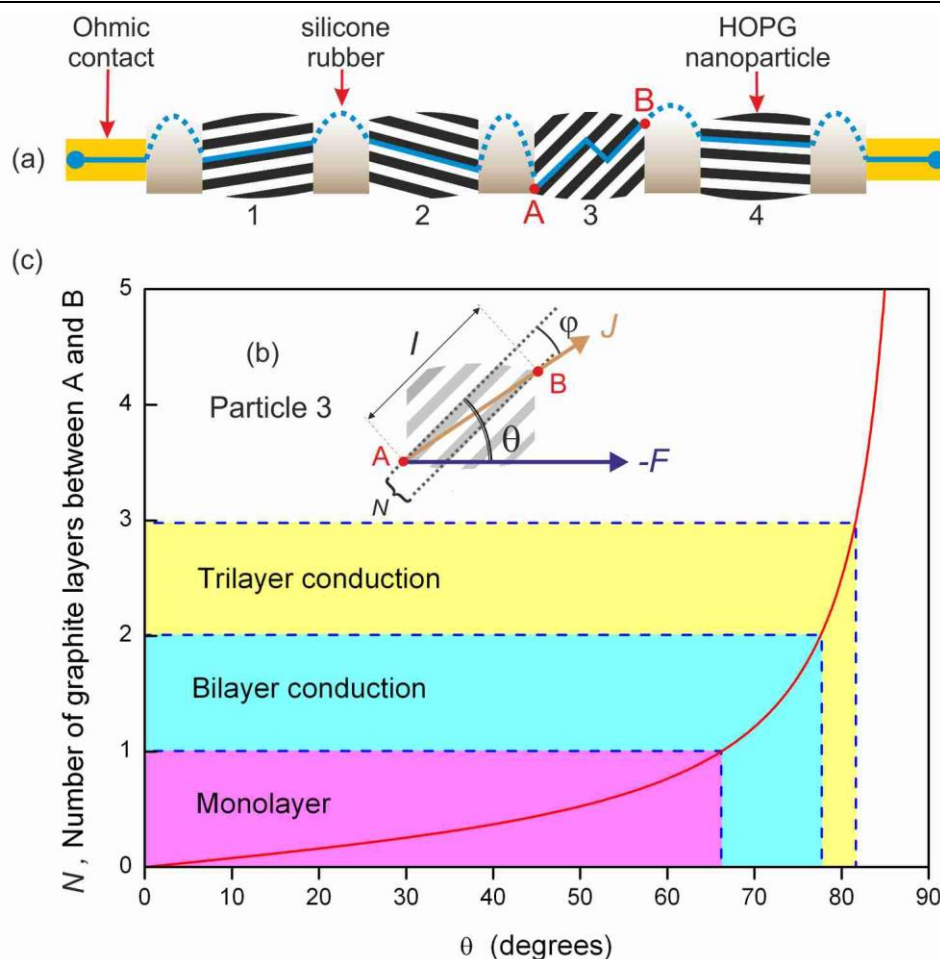 Ohmic
contact
silicone
rubber
HOPG
nanoparticle
(a)
A
B
1 2 3 4
(c)
N , Number of graphite layers between A and B
5
4
3
2
1
0
(b)
Particle 3
l
φ
J
B
A
θ
-F
N
Trilayer conduction
Bilayer conduction
Monolayer
0 10 20 30 40 50 60 70 80 90
θ (degrees)